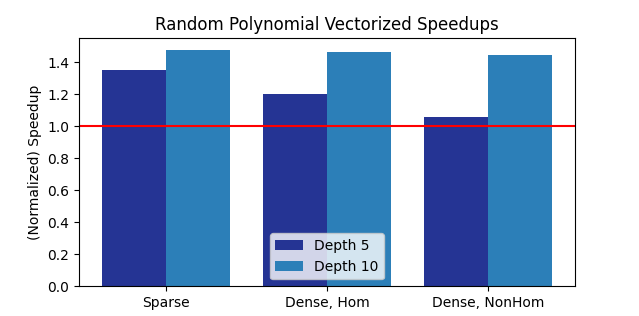 Random Polynomial Vectorized Speedups
(Normalized) Speedup
1.4
1.2
1.0
0.8
0.6
0.4
0.2
0.0
Depth 5
Depth 10
Sparse
Dense, Hom
Dense, NonHom